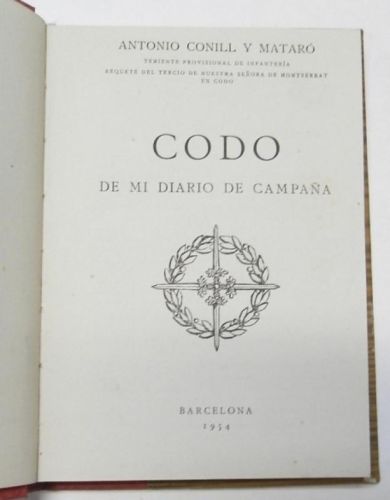 ANTONIO CONILL Y MATARÓ
TENIENTE PROVISIONAL DE INFANTERÍA
REQUETE DEL TERCIO DE NUESTRA SEÑORA DE MONTSERRAT
EN CODO
CODO
DE MI DIARIO DE CAMPAÑA
BARCELONA
1954